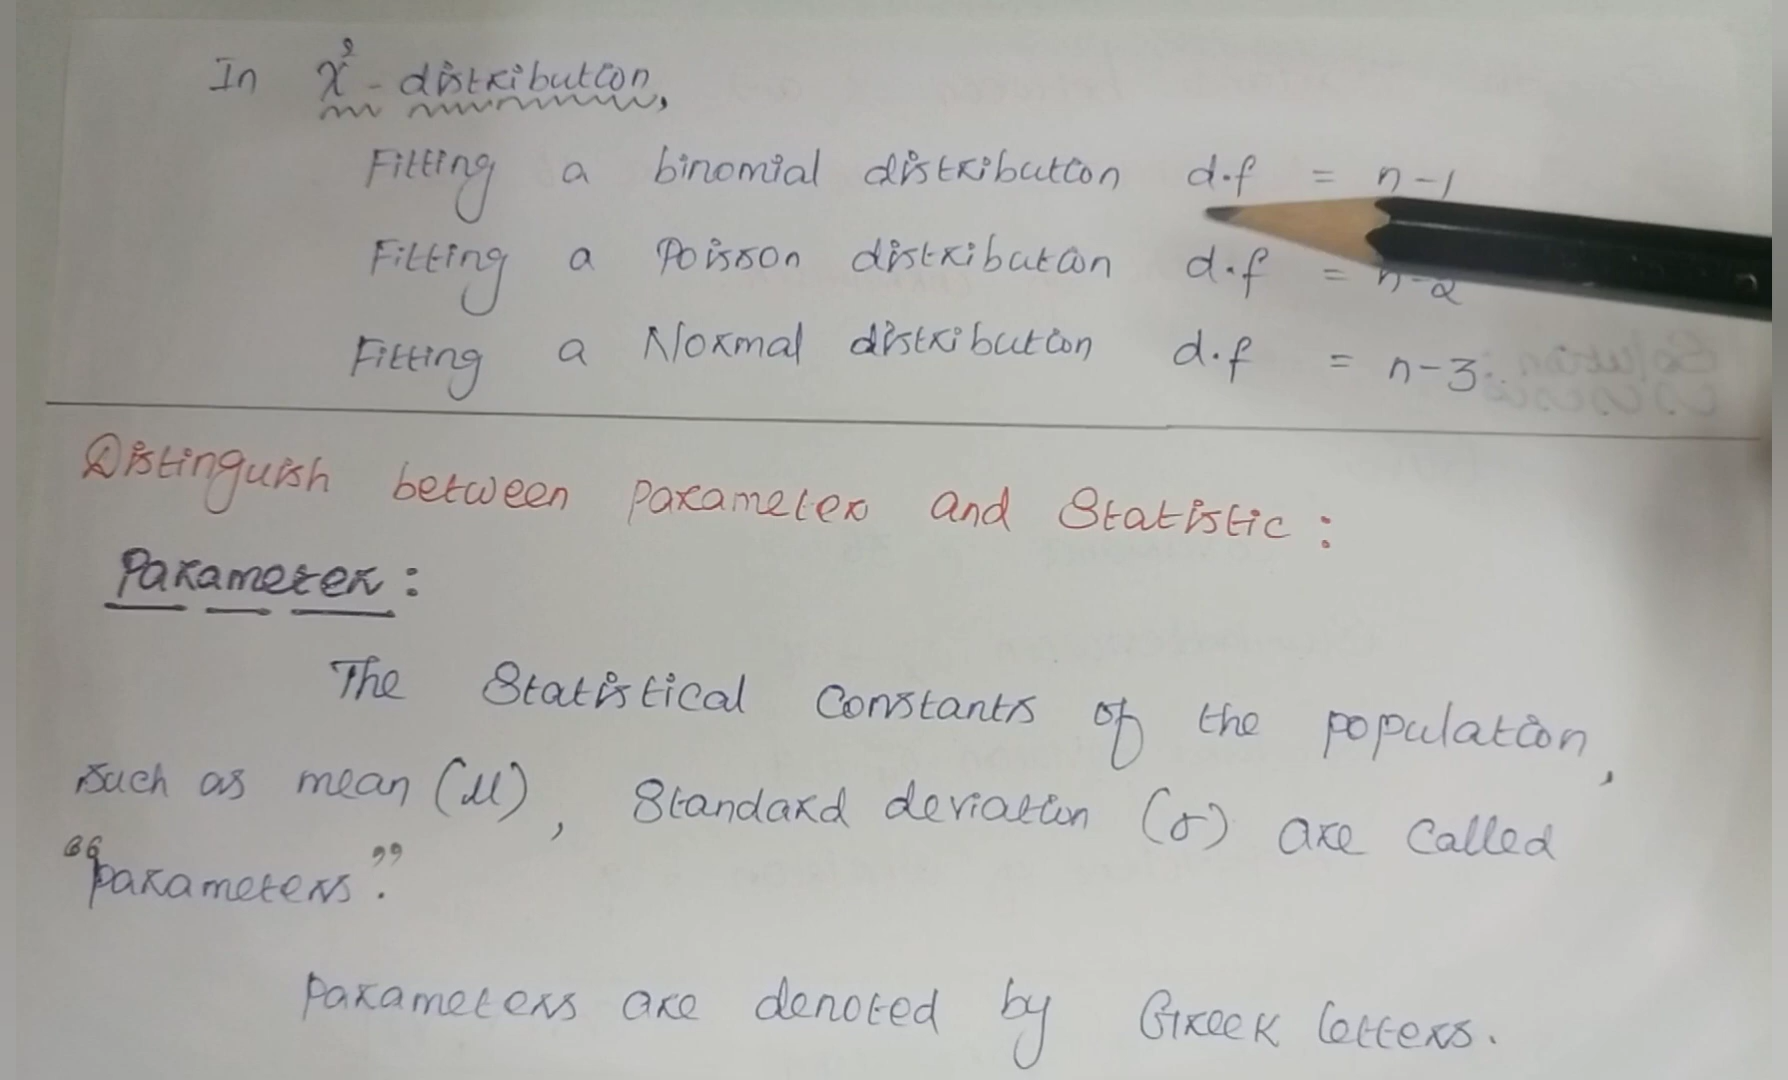 In χ² - distribution,
Fitting a binomial distribution d.f = n-1
Fitting a Poisson distribution d.f = n-2
Fitting a Normal distribution d.f = n-3.
Distinguish between parameter and Statistic :
Parameter :
The Statistical Constants of the population,
such as mean (μ), Standard deviation (σ) are called
"parameters".
parameters are denoted by Greek letters.